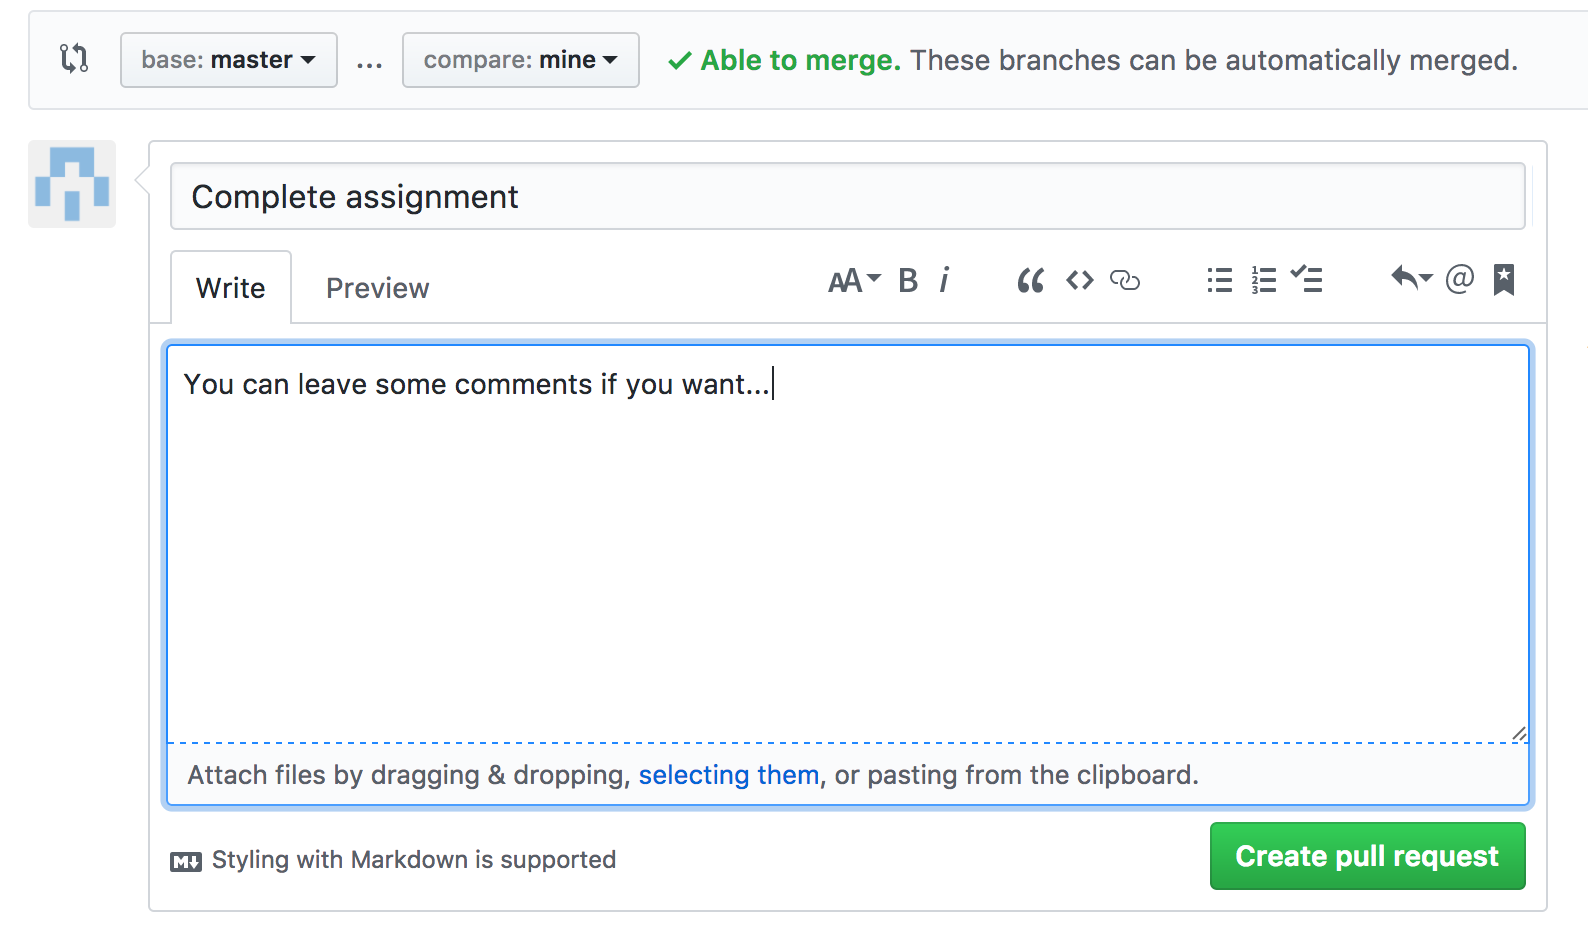 base: master ... compare: mine ✓ Able to merge. These branches can be automatically merged.
Complete assignment
Write Preview AA B i
You can leave some comments if you want...
Attach files by dragging & dropping, selecting them, or pasting from the clipboard.
M↓ Styling with Markdown is supported
Create pull request